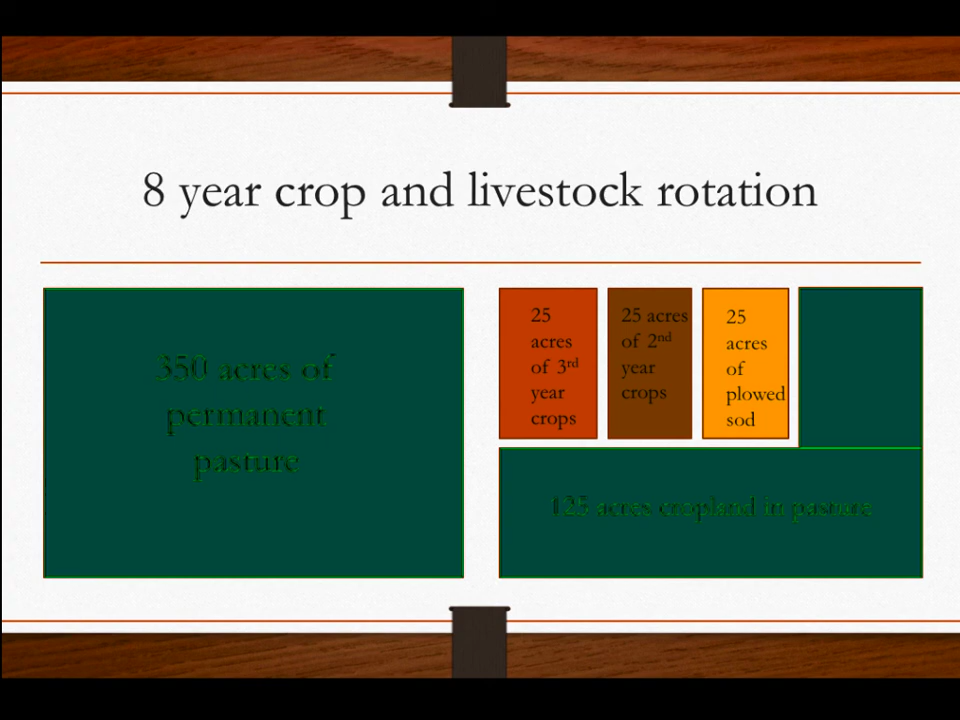 8 year crop and livestock rotation
350 acres of
permanent
pasture
25
acres
of 3rd
year
crops
25 acres
of 2nd
year
crops
25
acres
of
plowed
sod
125 acres cropland in pasture